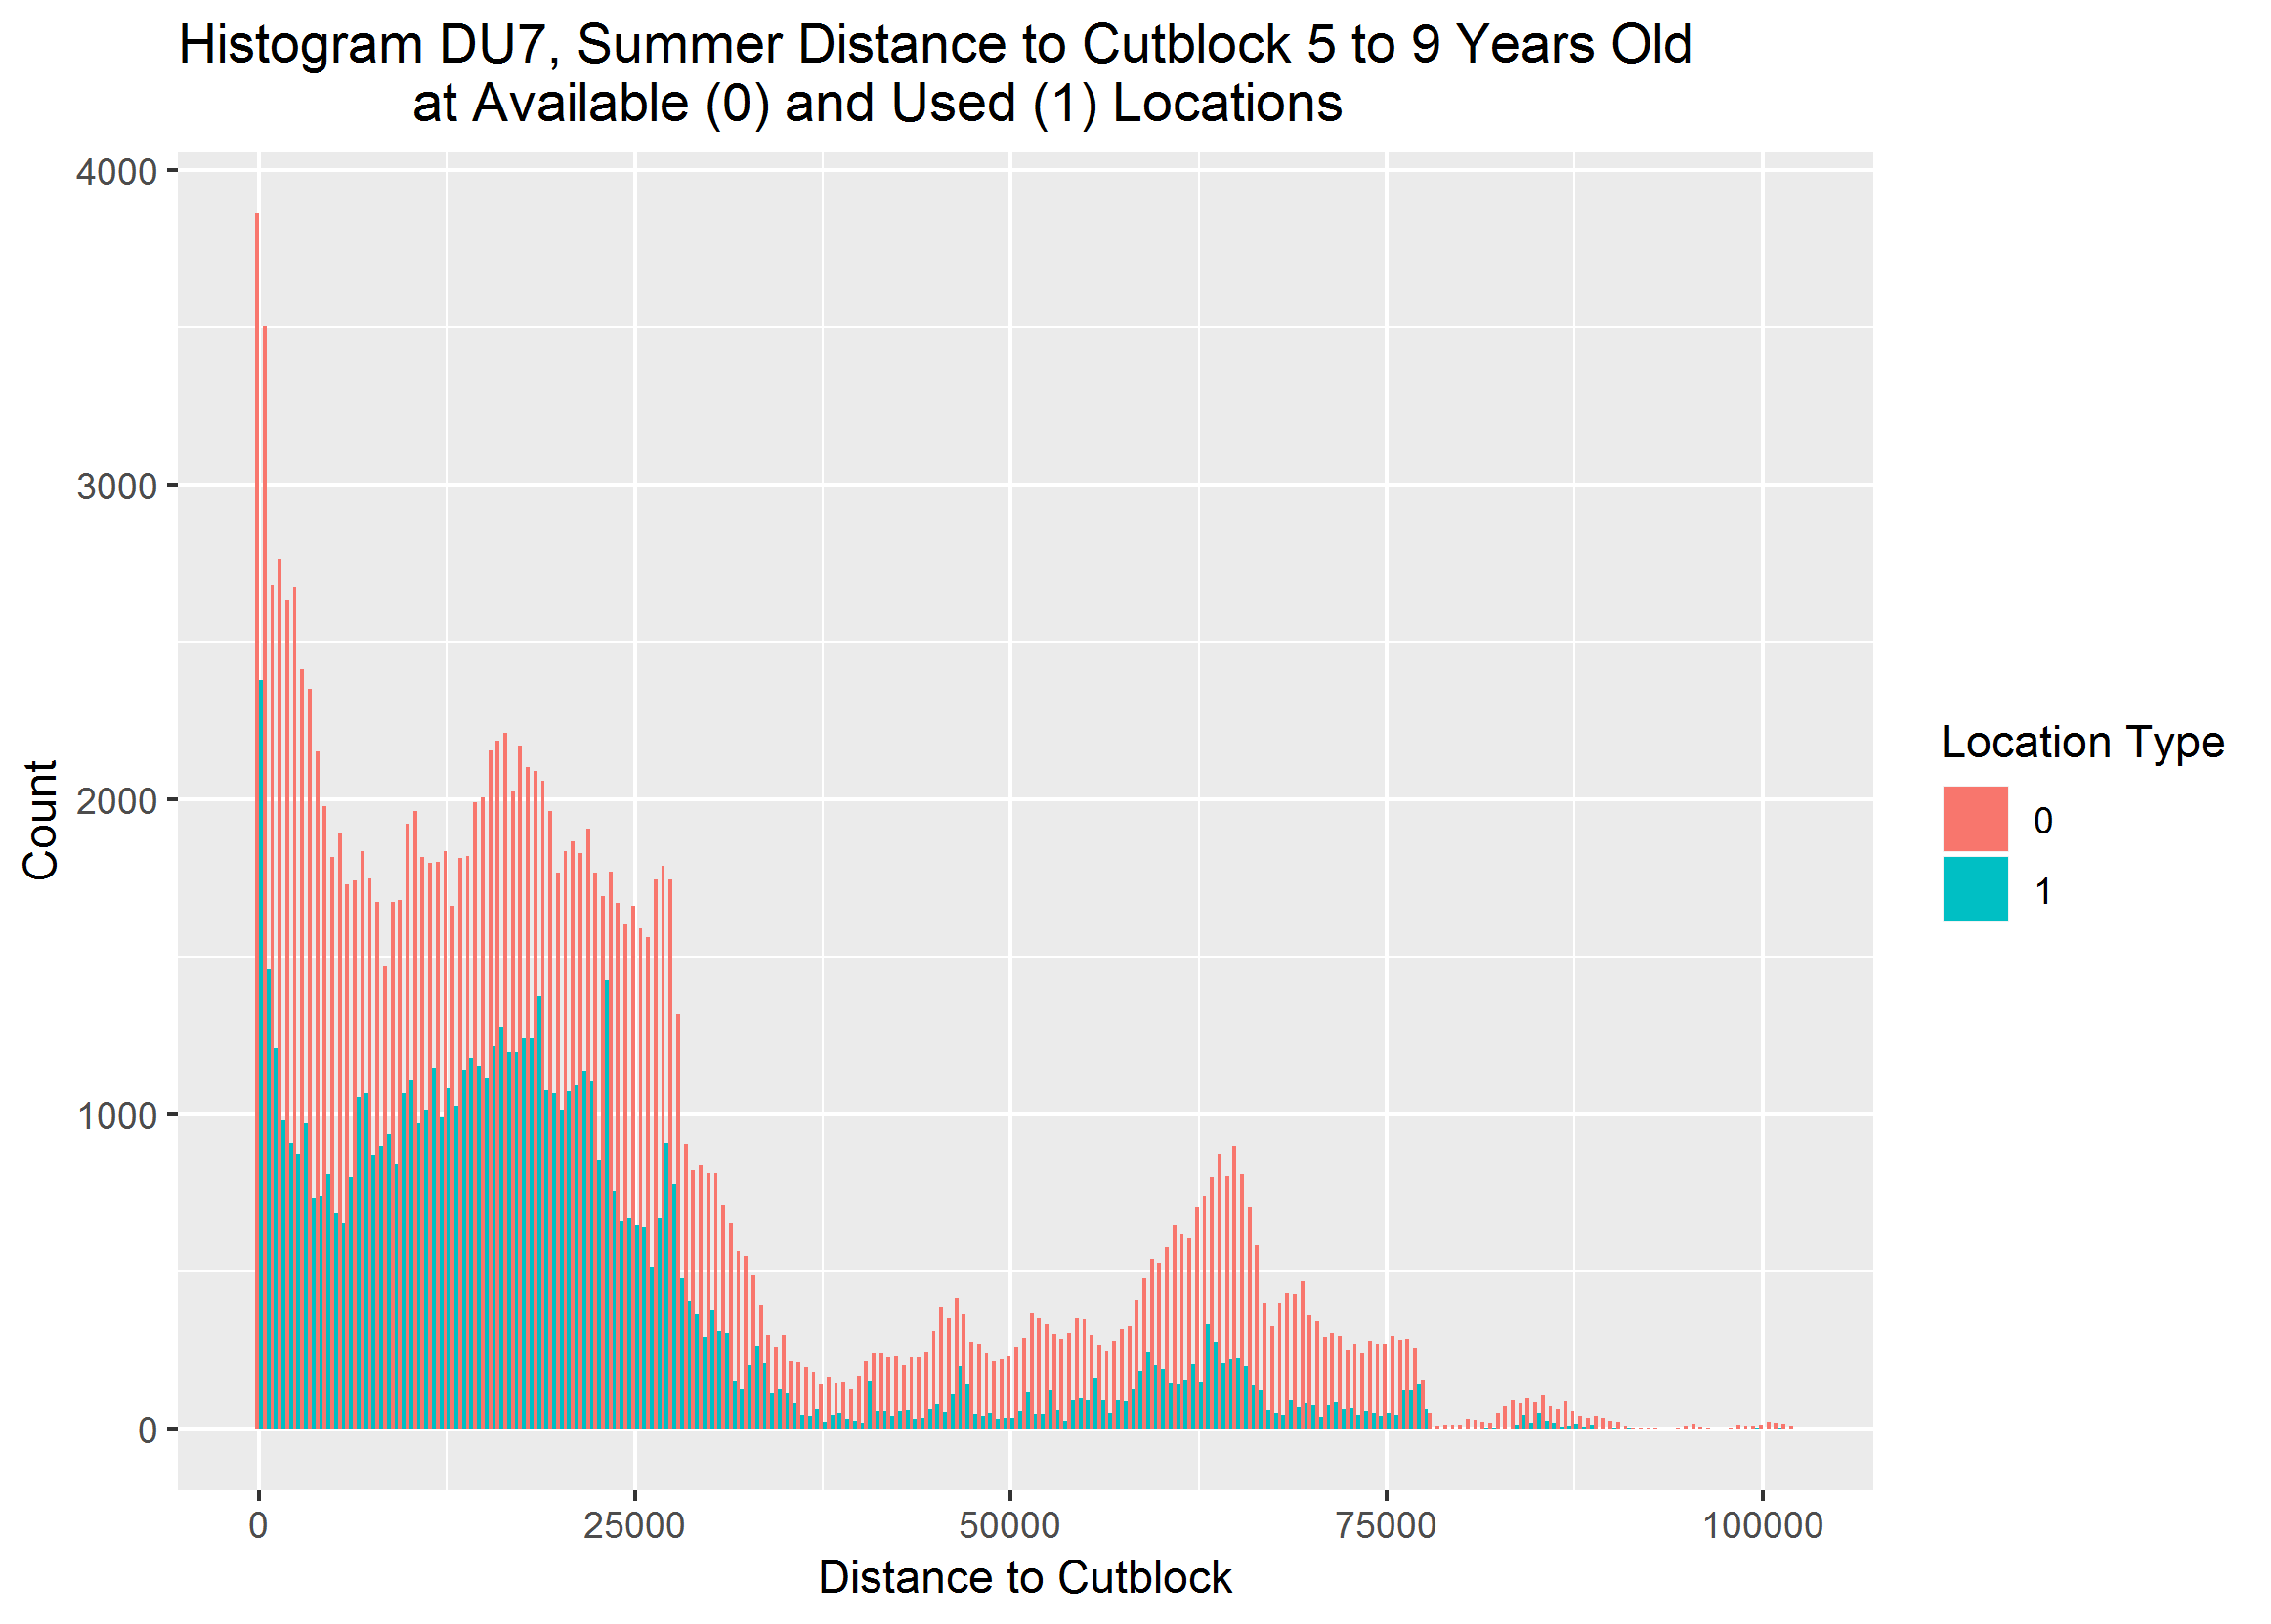 Histogram DU7, Summer Distance to Cutblock 5 to 9 Years Old
at Available (0) and Used (1) Locations
4000
3000
2000
1000
0
Count
0
25000
50000
75000
100000
Distance to Cutblock
Location Type
0
1